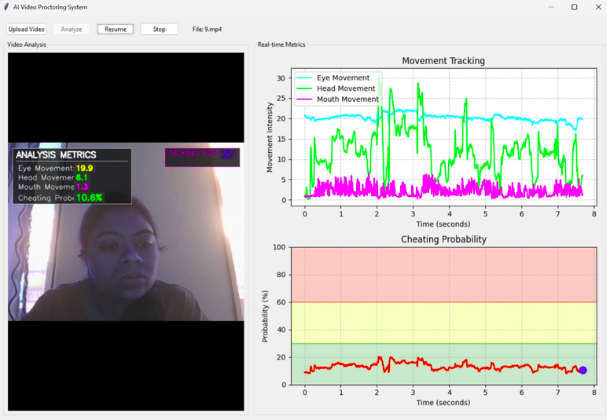 AI Video Proctoring System
Upload Video Analyze Resume Stop File: 9.mp4
Video Analysis
ANALYSIS METRICS
Eye Movement: 19.9
Head Movemer 6.1
Mouth Moveme 1.3
Cheating Prob: 10.6%
Real-time Metrics
Movement Tracking
Eye Movement
Head Movement
Mouth Movement
Movement Intensity
30
25
20
15
10
5
0
0 1 2 3 4 5 6 7 8
Time (seconds)
Cheating Probability
Probability (%)
100
80
60
40
20
0
0 1 2 3 4 5 6 7 8
Time (seconds)